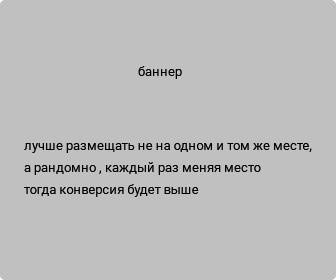 баннер
лучше размещать не на одном и том же месте,
а рандомно , каждый раз меняя место
тогда конверсия будет выше